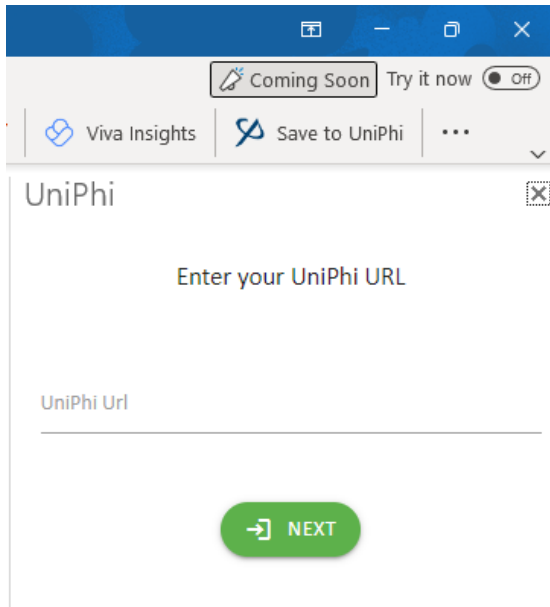 Coming Soon Try it now Off
Viva Insights Save to UniPhi ...
UniPhi
Enter your UniPhi URL
UniPhi Url
NEXT